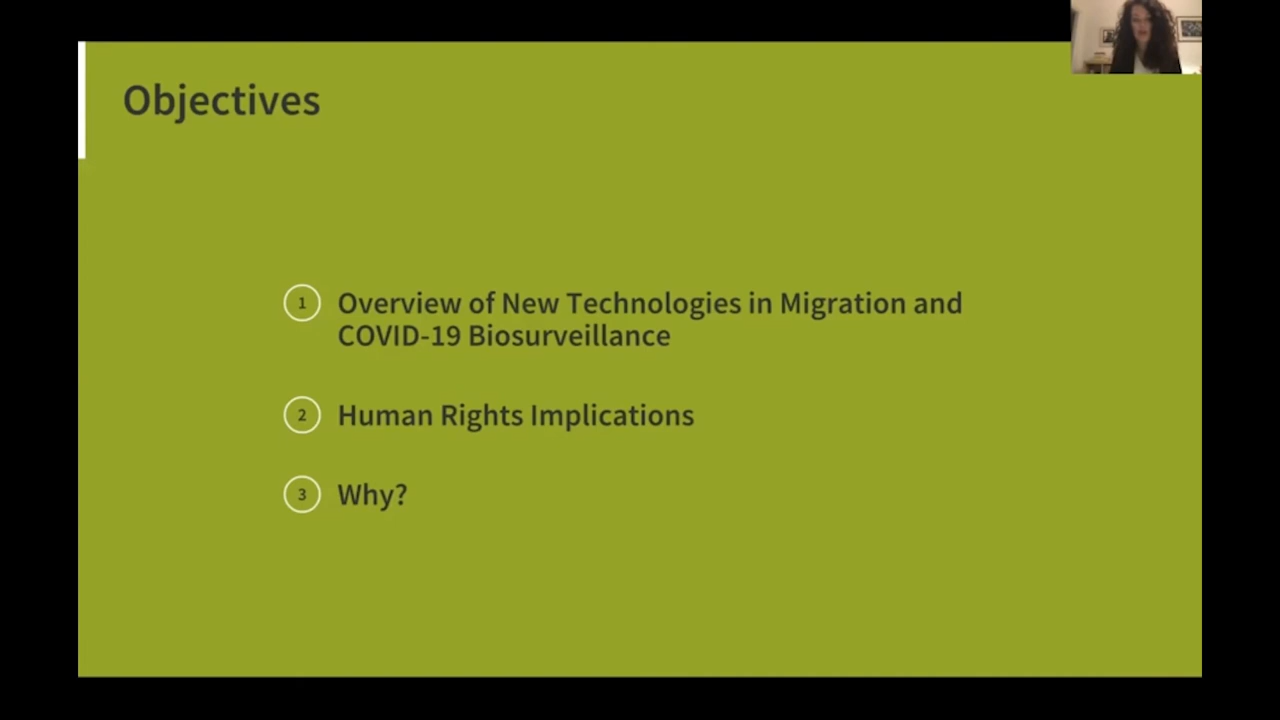 Objectives
1 Overview of New Technologies in Migration and
COVID-19 Biosurveillance
2 Human Rights Implications
3 Why?